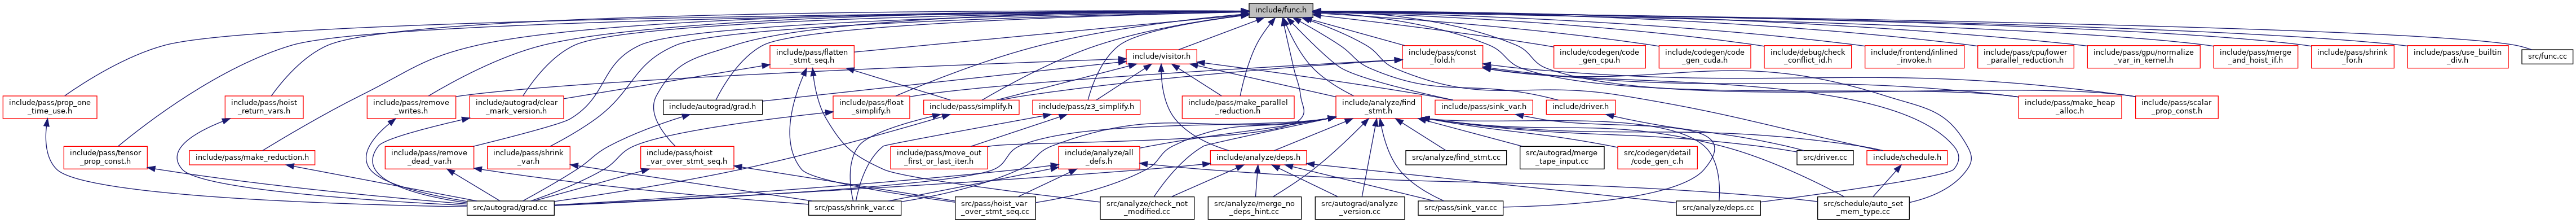 include/func.h
include/pass/flatten
_stmt_seq.h
include/visitor.h
include/pass/const
_fold.h
include/codegen/code
_gen_cpu.h
include/codegen/code
_gen_cuda.h
include/debug/check
_conflict_id.h
include/frontend/inlined
_invoke.h
include/pass/cpu/lower
_parallel_reduction.h
include/pass/gpu/normalize
_var_in_kernel.h
include/pass/merge
_and_hoist_if.h
include/pass/shrink
_for.h
include/pass/use_builtin
_div.h
src/func.cc
include/pass/prop_one
_time_use.h
include/pass/hoist
_return_vars.h
include/pass/remove
_writes.h
include/autograd/clear
_mark_version.h
include/autograd/grad.h
include/pass/float
_simplify.h
include/pass/simplify.h
include/pass/z3_simplify.h
include/pass/make_parallel
_reduction.h
include/analyze/find
_stmt.h
include/pass/sink_var.h
include/driver.h
include/pass/make_heap
_alloc.h
include/pass/scalar
_prop_const.h
include/pass/tensor
_prop_const.h
include/pass/make_reduction.h
include/pass/remove
_dead_var.h
include/pass/shrink
_var.h
include/pass/hoist
_var_over_stmt_seq.h
include/pass/move_out
_first_or_last_iter.h
include/analyze/all
_defs.h
include/analyze/deps.h
src/analyze/find_stmt.cc
src/autograd/merge
_tape_input.cc
src/codegen/detail
/code_gen_c.h
src/driver.cc
include/schedule.h
src/autograd/grad.cc
src/pass/shrink_var.cc
src/pass/hoist_var
_over_stmt_seq.cc
src/analyze/check_not
_modified.cc
src/analyze/merge_no
_deps_hint.cc
src/autograd/analyze
_version.cc
src/pass/sink_var.cc
src/analyze/deps.cc
src/schedule/auto_set
_mem_type.cc